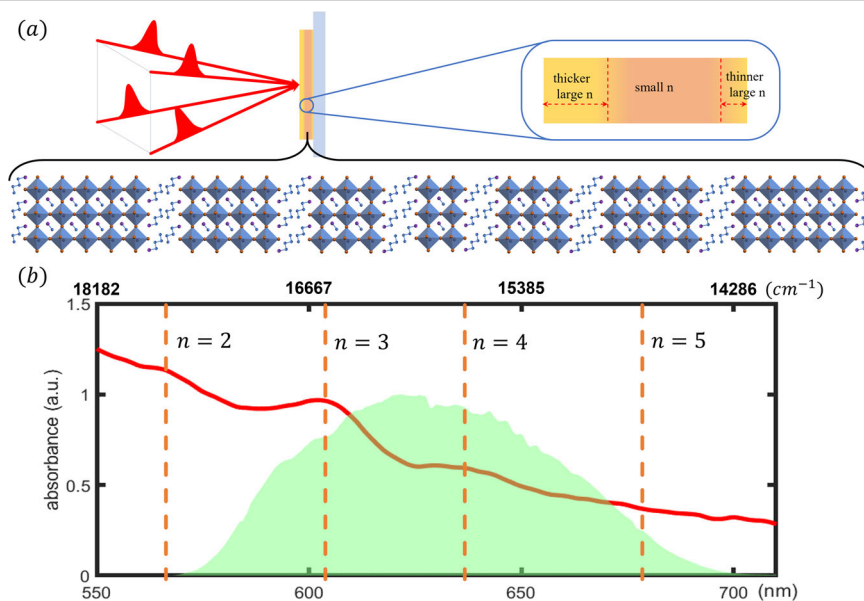 (a)
thicker
large n
small n
thinner
large n
(b)
18182 16667 15385 14286 (cm⁻¹)
1.5
n = 2 n = 3 n = 4 n = 5
1
absorbance (a.u.)
0.5
0
550 600 650 700 (nm)